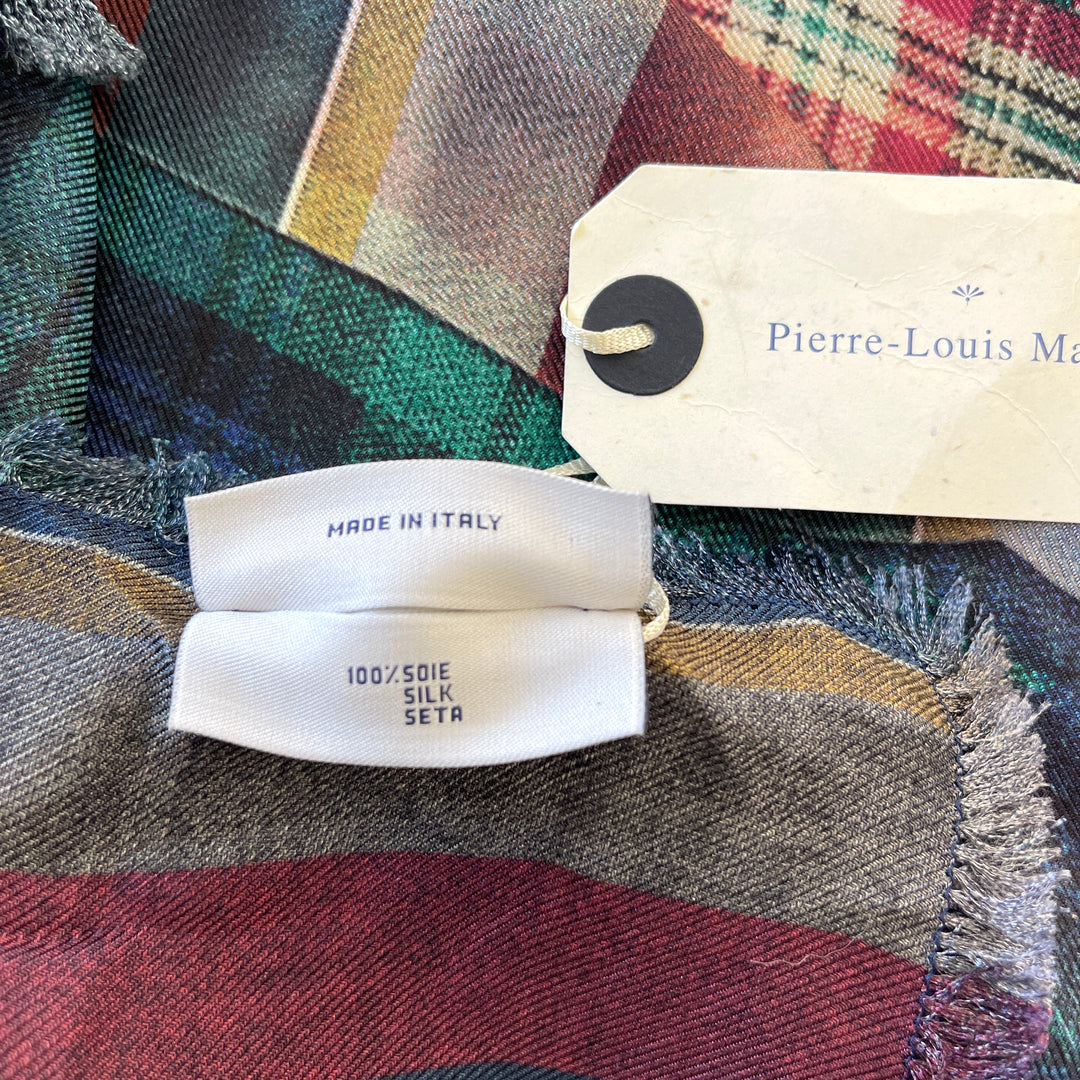 Pierre-Louis Ma
MADE IN ITALY
100% SOIE
SILK
SETA